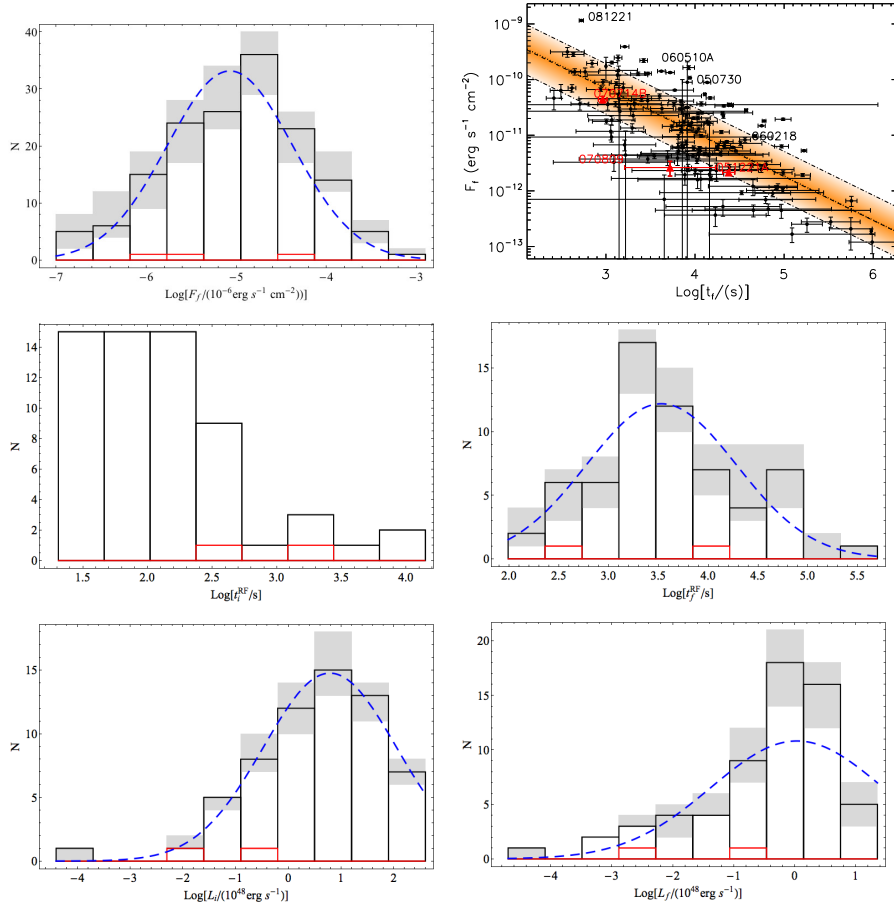 40
30
20
10
0
N
−7 −6 −5 −4 −3
Log[F_f/(10^−6 erg s^−1 cm^−2))]
10^−9
10^−10
10^−11
10^−12
10^−13
F_f (erg s^−1 cm^−2)
081221
060510A
050730
060218
3 4 5 6
Log[t_f/(s)]
15
10
8
6
4
2
0
N
1.5 2.0 2.5 3.0 3.5 4.0
Log[t_i^RF/s]
15
10
5
0
N
2.0 2.5 3.0 3.5 4.0 4.5 5.0 5.5
Log[t_f^RF/s]
15
10
5
0
N
−4 −3 −2 −1 0 1 2
Log[L_i/(10^48 erg s^−1)]
20
15
10
5
0
N
−4 −3 −2 −1 0 1
Log[L_f/(10^48 erg s^−1)]